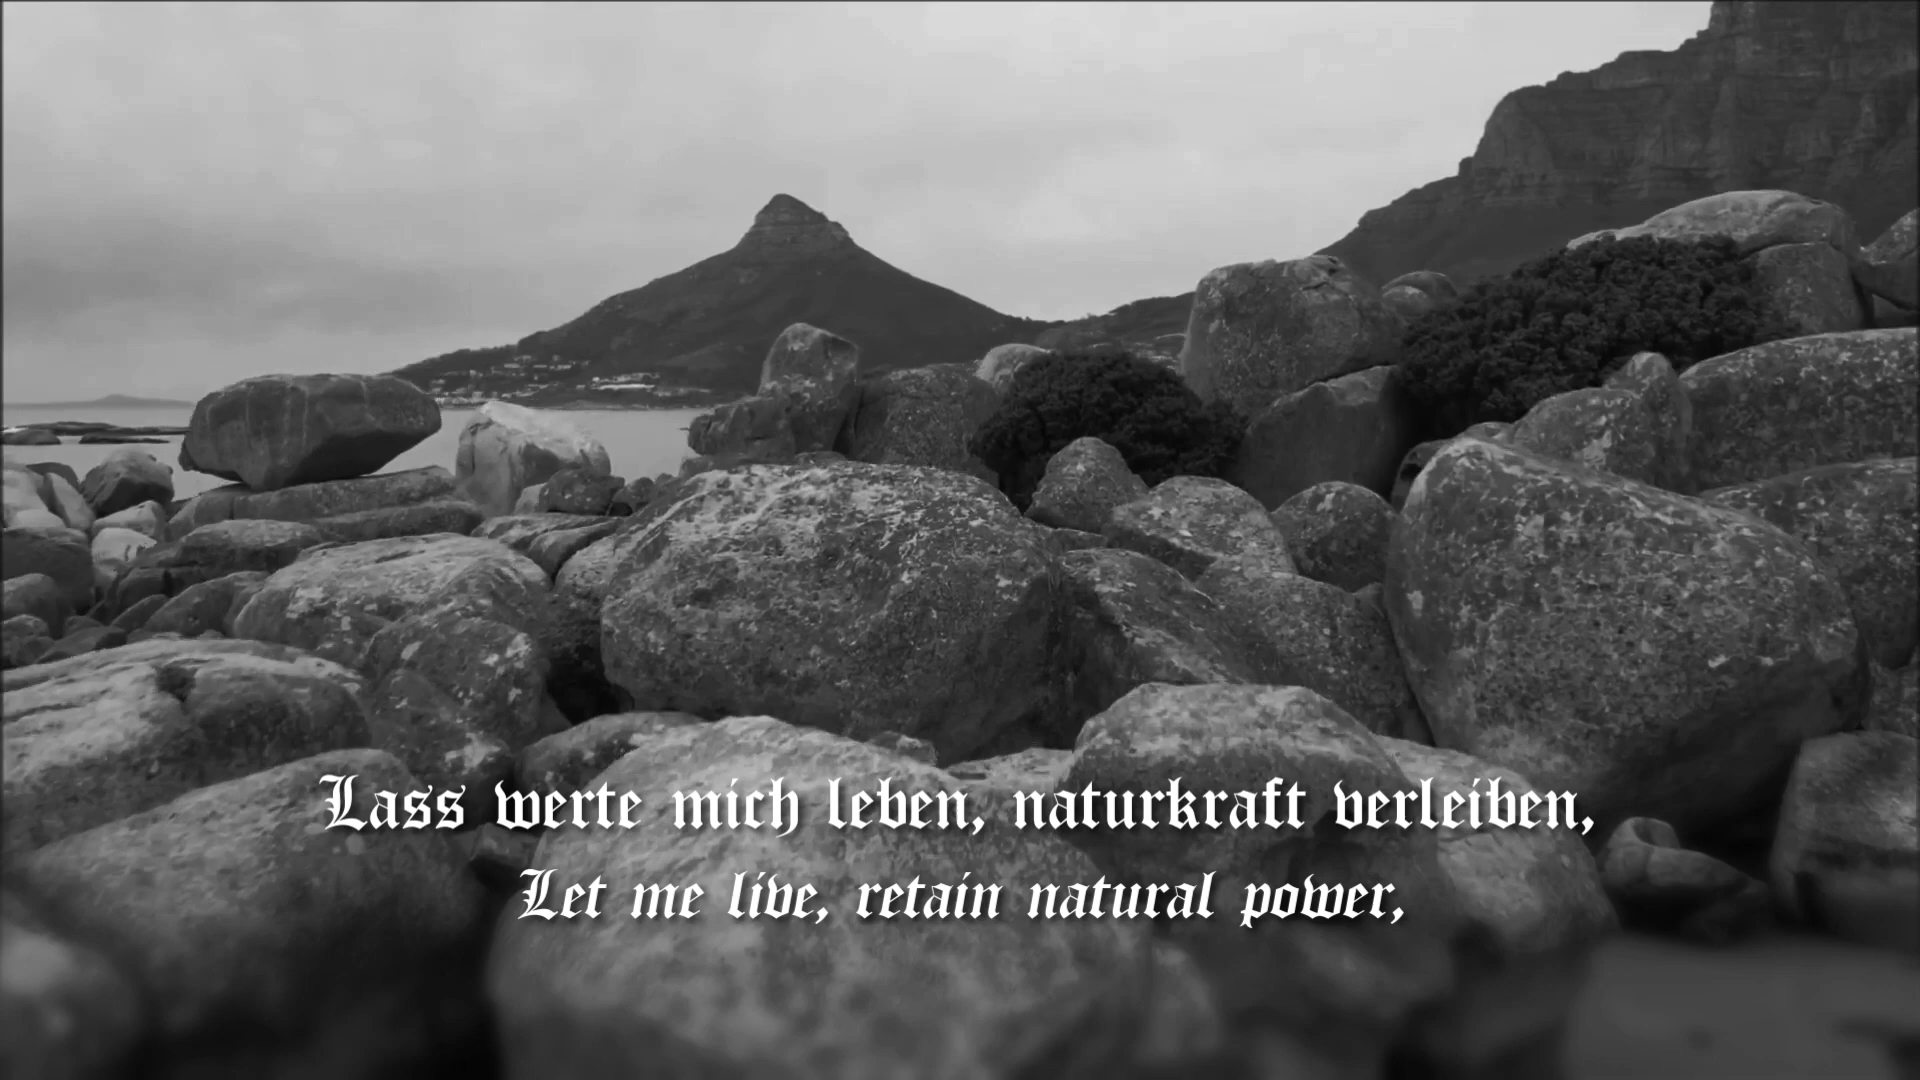 Lass werte mich leben, naturkraft verleiben,
Let me live, retain natural power,